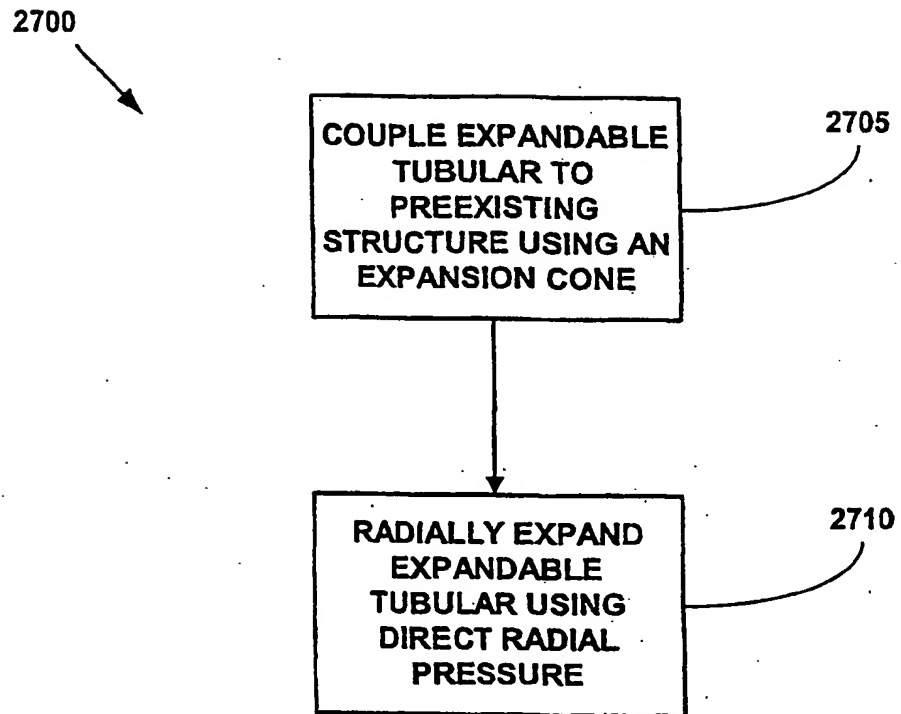 2700
COUPLE EXPANDABLE
TUBULAR TO
PREEXISTING
STRUCTURE USING AN
EXPANSION CONE
2705
RADIALLY EXPAND
EXPANDABLE
TUBULAR USING
DIRECT RADIAL
PRESSURE
2710